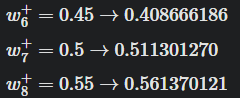 w₆⁺ = 0.45 → 0.408666186
w₇⁺ = 0.5 → 0.511301270
w₈⁺ = 0.55 → 0.561370121